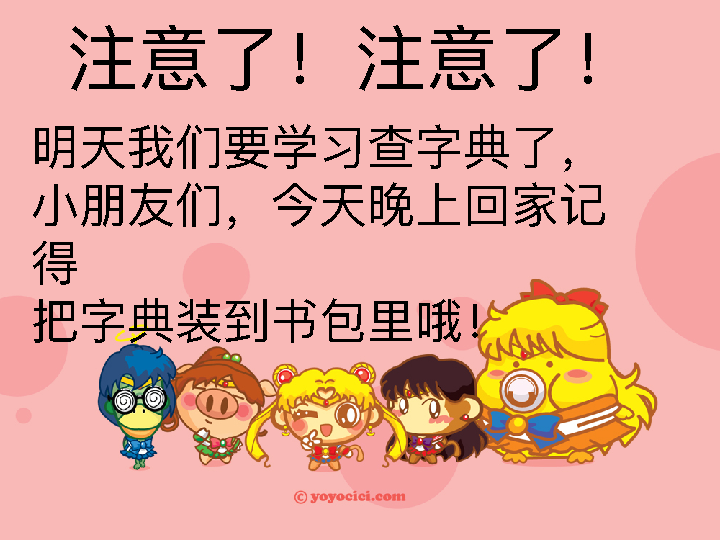 注意了！注意了！
明天我们要学习查字典了，
小朋友们，今天晚上回家记
得
把字典装到书包里哦！
© yoyocici.com